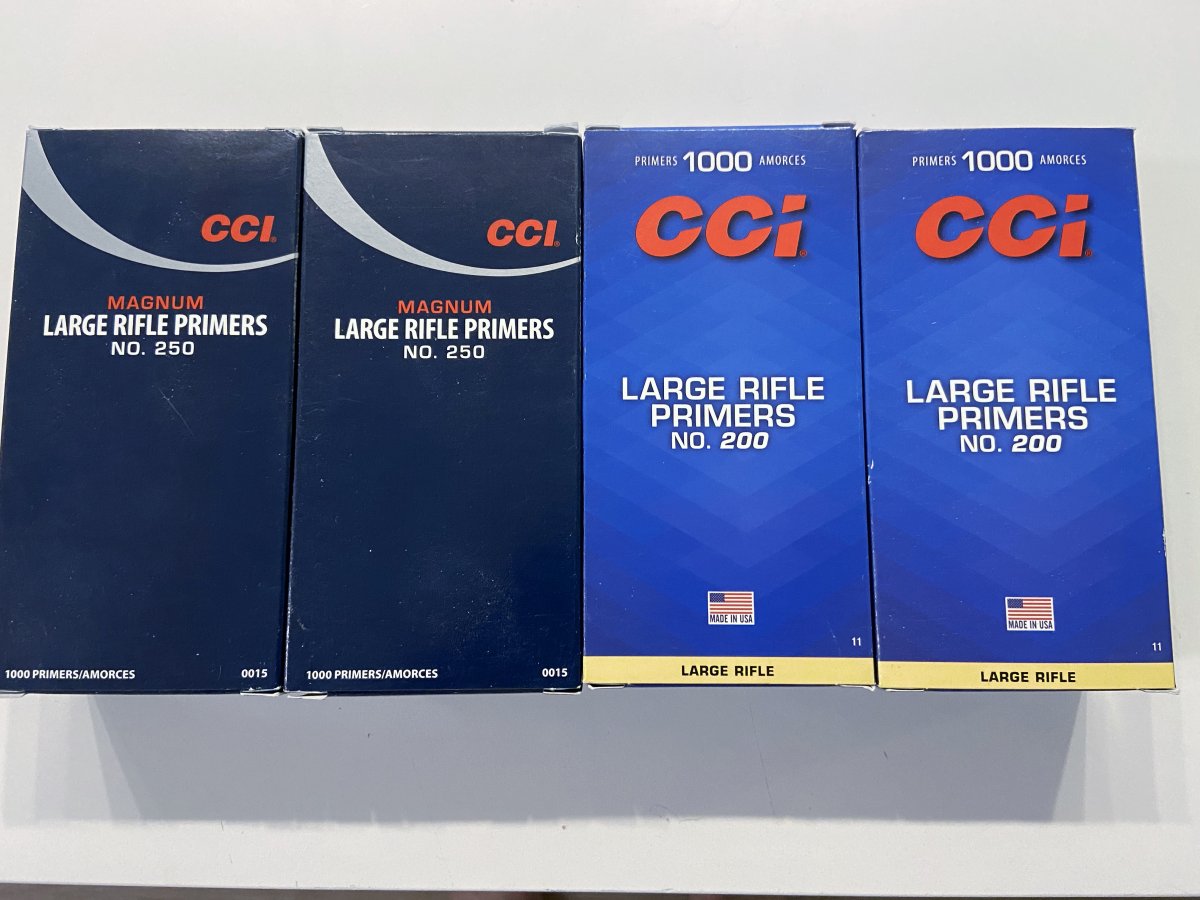 CCI
MAGNUM
LARGE RIFLE PRIMERS
NO. 250
1000 PRIMERS/AMORCES 0015
CCI
MAGNUM
LARGE RIFLE PRIMERS
NO. 250
1000 PRIMERS/AMORCES 0015
PRIMERS 1000 AMORCES
CCi
LARGE RIFLE
PRIMERS
NO. 200
MADE IN USA
11
LARGE RIFLE
PRIMERS 1000 AMORCES
CCi
LARGE RIFLE
PRIMERS
NO. 200
MADE IN USA
11
LARGE RIFLE